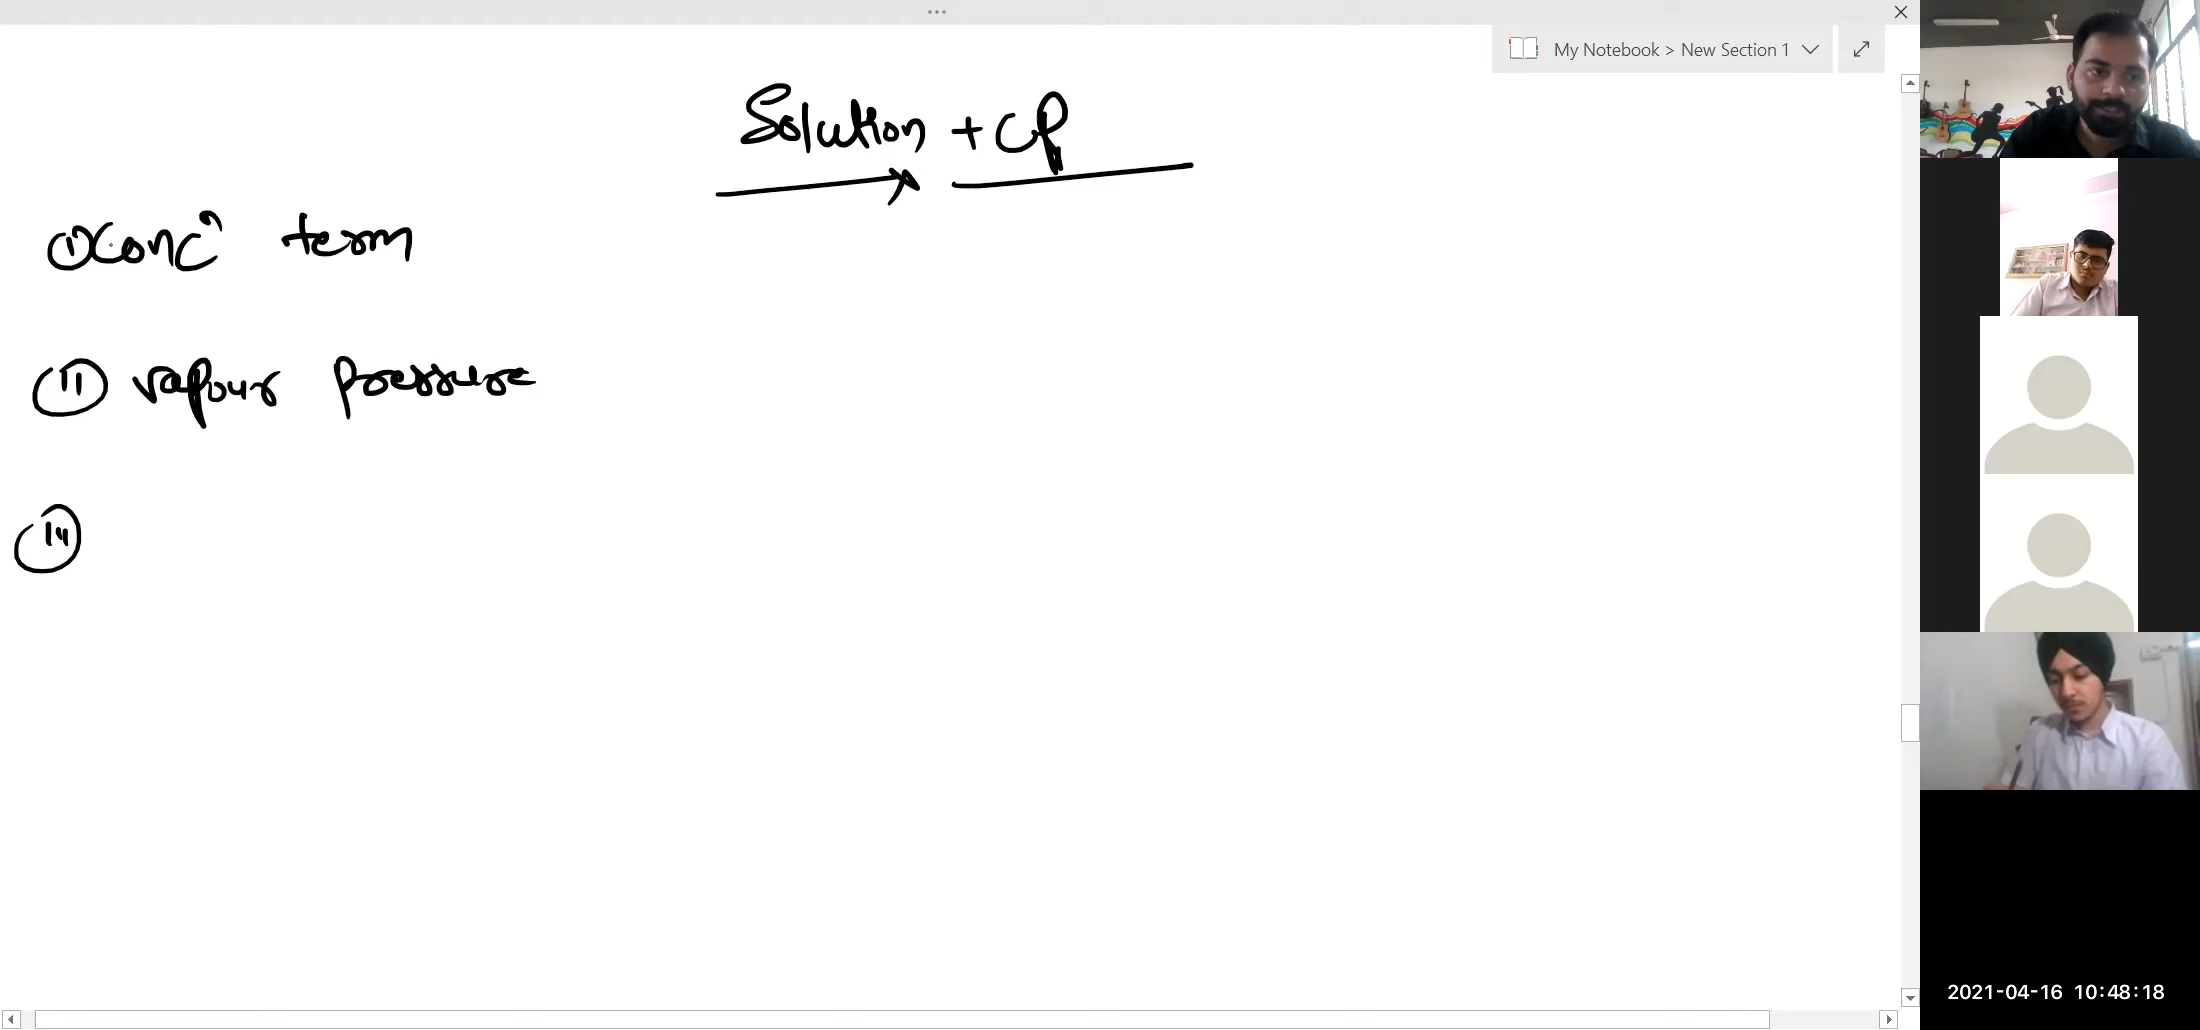 My Notebook > New Section 1
Solution + CP
① Concⁿ term
(ii) vapour pressure
(iii)
2021-04-16 10:48:18